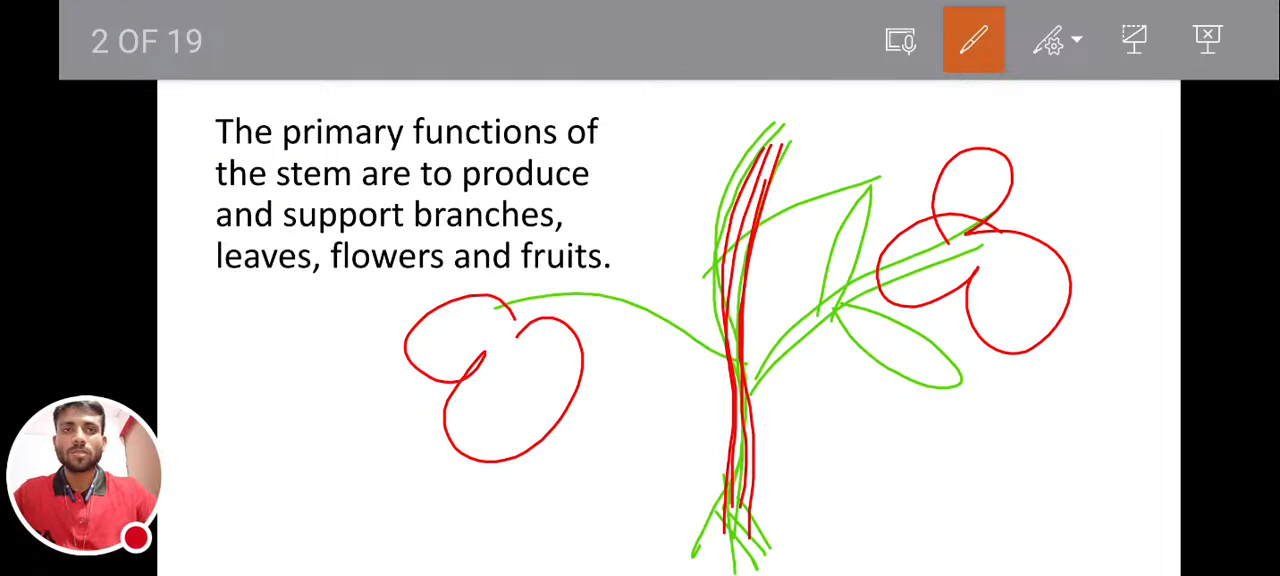 2 OF 19
The primary functions of
the stem are to produce
and support branches,
leaves, flowers and fruits.